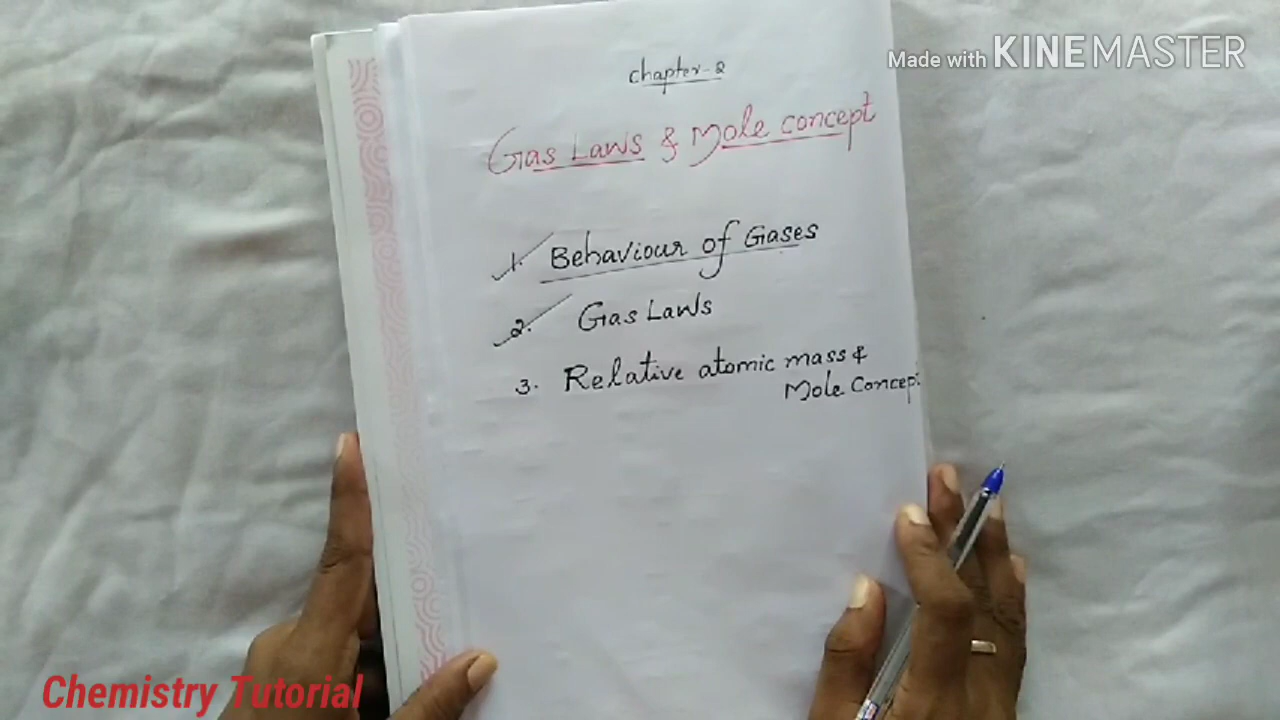 Made with KINEMASTER
chapter-2
Gas Laws & Mole concept
1. Behaviour of Gases
2. Gas Laws
3. Relative atomic mass &
Mole Concept
Chemistry Tutorial